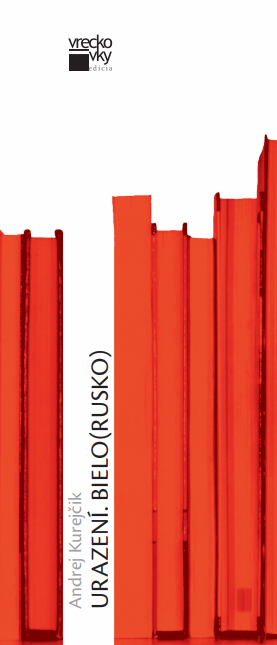 vrecko
vky
edícia
Andrej Kurejčik
URAZENÍ. BIELO(RUSKO)